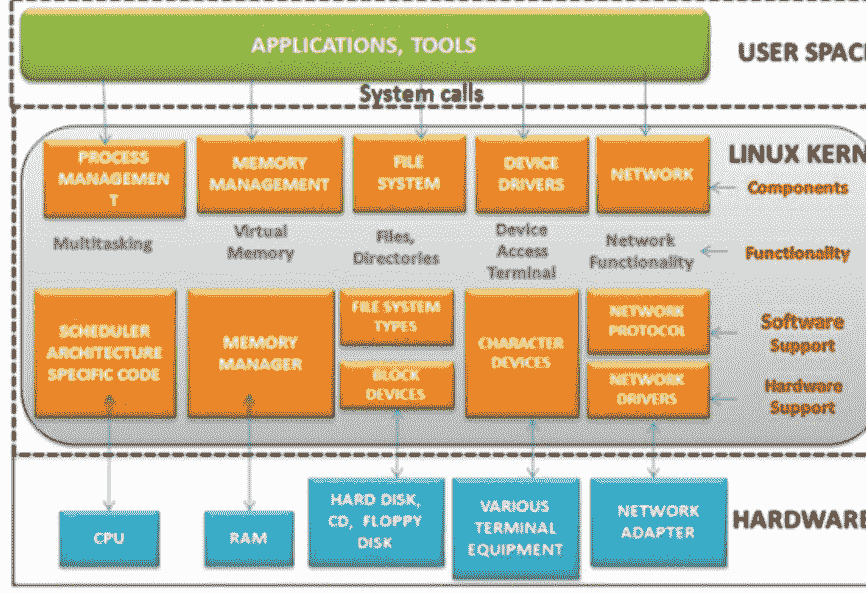 APPLICATIONS, TOOLS
USER SPACE
System calls
LINUX KERN
PROCESS
MANAGEMEN
T
MEMORY
MANAGEMENT
FILE
SYSTEM
DEVICE
DRIVERS
NETWORK
Components
Multitasking
Virtual
Memory
Files,
Directories
Device
Access
Terminal
Network
Functionality
Functionality
SCHEDULER
ARCHITECTURE
SPECIFIC CODE
MEMORY
MANAGER
FILE SYSTEM
TYPES
BLOCK
DEVICES
CHARACTER
DEVICES
NETWORK
PROTOCOL
NETWORK
DRIVERS
Software
Support
Hardware
Support
CPU
RAM
HARD DISK,
CD, FLOPPY
DISK
VARIOUS
TERMINAL
EQUIPMENT
NETWORK
ADAPTER
HARDWARE